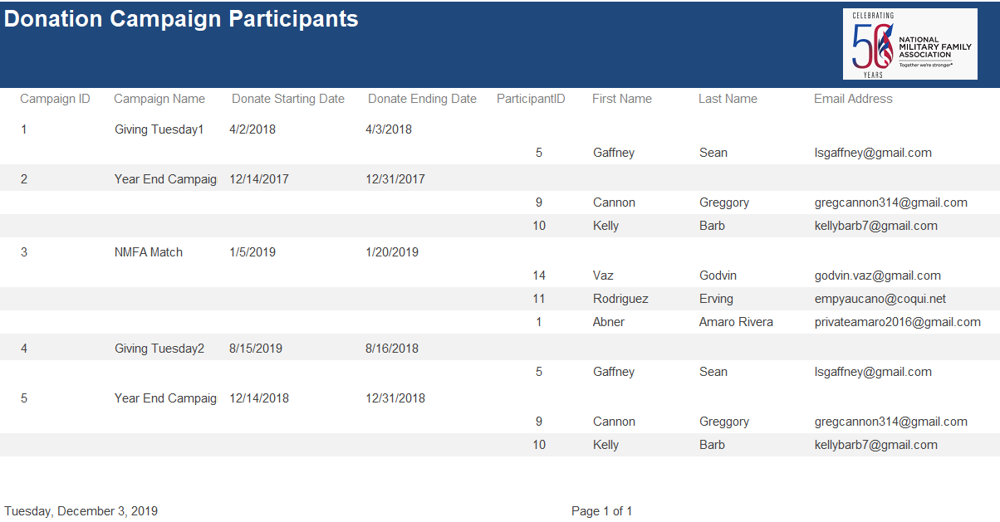 Donation Campaign Participants
CELEBRATING
50
YEARS
NATIONAL
MILITARY FAMILY
ASSOCIATION
Together we're stronger®
Campaign ID Campaign Name Donate Starting Date Donate Ending Date ParticipantID First Name Last Name Email Address
1 Giving Tuesday1 4/2/2018 4/3/2018
5 Gaffney Sean lsgaffney@gmail.com
2 Year End Campaig 12/14/2017 12/31/2017
9 Cannon Greggory gregcannon314@gmail.com
10 Kelly Barb kellybarb7@gmail.com
3 NMFA Match 1/5/2019 1/20/2019
14 Vaz Godvin godvin.vaz@gmail.com
11 Rodriguez Erving empyaucano@coqui.net
1 Abner Amaro Rivera privateamaro2016@gmail.com
4 Giving Tuesday2 8/15/2019 8/16/2018
5 Gaffney Sean lsgaffney@gmail.com
5 Year End Campaig 12/14/2018 12/31/2018
9 Cannon Greggory gregcannon314@gmail.com
10 Kelly Barb kellybarb7@gmail.com
Tuesday, December 3, 2019 Page 1 of 1